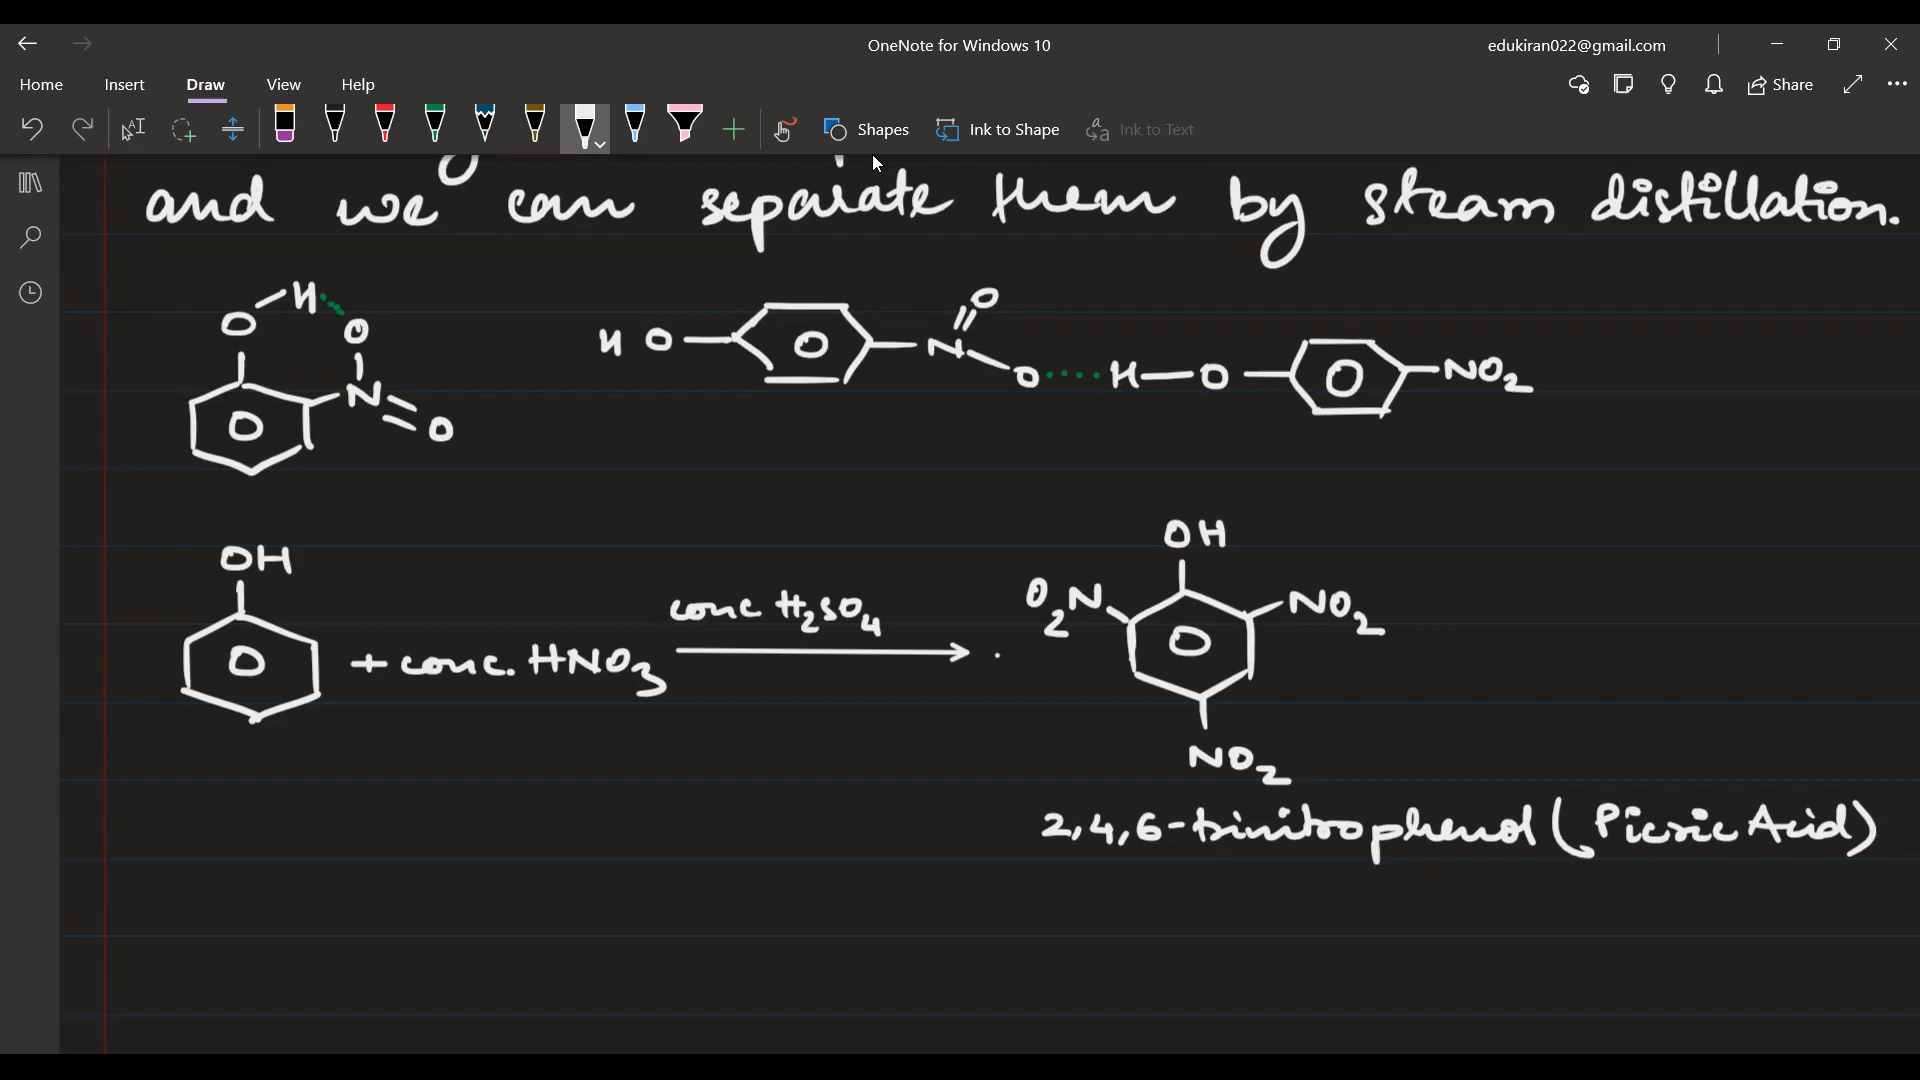 OneNote for Windows 10
edukiran022@gmail.com
Home Insert Draw View Help
Share
Shapes Ink to Shape Ink to Text
and we can separate them by steam distillation.
O-H O N=O
H O N O O H-O NO2
OH
+ conc. HNO3
conc H2SO4
OH
O2N NO2
NO2
2,4,6-trinitrophenol (Picric Acid)